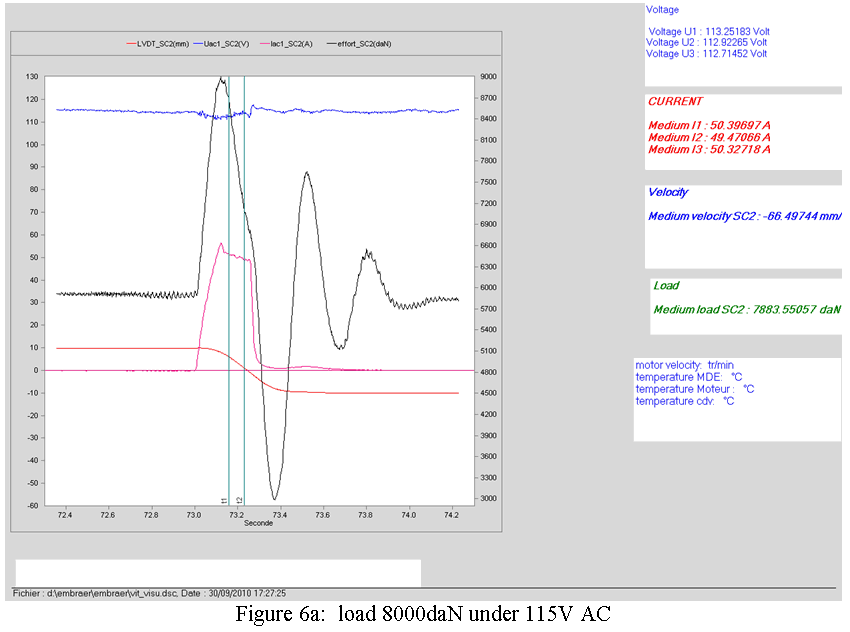 LVDT_SC2(mm) Uac1_SC2(V) Iac1_SC2(A) effort_SC2(daN)
130
120
110
100
90
80
70
60
50
40
30
20
10
0
-10
-20
-30
-40
-50
-60
9000
8700
8400
8100
7800
7500
7200
6900
6600
6300
6000
5700
5400
5100
4800
4500
4200
3900
3600
3300
3000
t1 t2
72.4 72.6 72.8 73.0 73.2 73.4 73.6 73.8 74.0 74.2
Seconde
Voltage
Voltage U1 : 113.25183 Volt
Voltage U2 : 112.92265 Volt
Voltage U3 : 112.71452 Volt
CURRENT
Medium I1 : 50.39697 A
Medium I2 : 49.47066 A
Medium I3 : 50.32718 A
Velocity
Medium velocity SC2 : -66.49744 mm/
Load
Medium load SC2 : 7883.55057 daN
motor velocity: tr/min
temperature MDE: °C
temperature Moteur : °C
temperature cdv: °C
Fichier : d:\embraer\embraer\vit_visu.dsc, Date : 30/09/2010 17:27:25
Figure 6a: load 8000daN under 115V AC